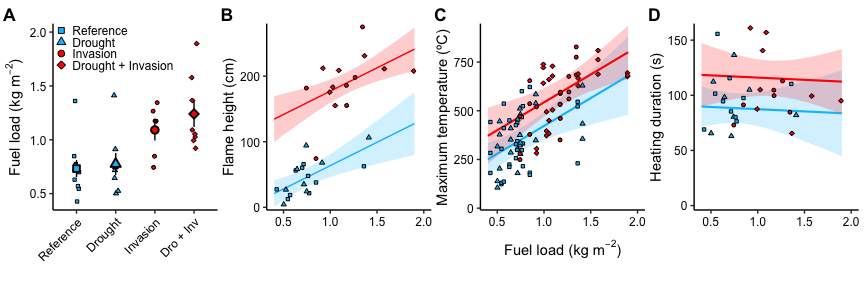 A
Fuel load (kg m−2)
2.0
1.5
1.0
0.5
Reference
Drought
Invasion
Drought + Invasion
Reference
Drought
Invasion
Dro + Inv
B
Flame height (cm)
200
100
0
0.5 1.0 1.5 2.0
C
Maximum temperature (ºC)
750
500
250
0
0.5 1.0 1.5 2.0
Fuel load (kg m−2)
D
Heating duration (s)
150
100
50
0
0.5 1.0 1.5 2.0